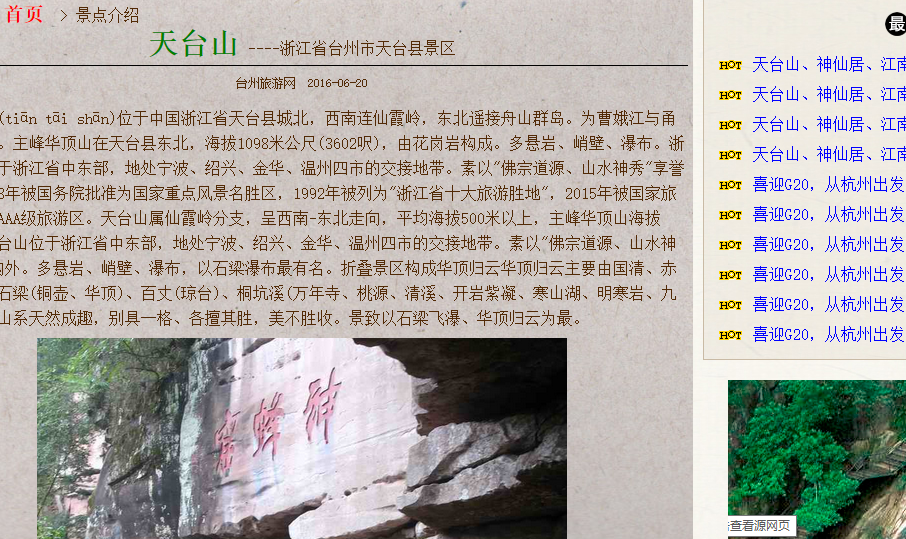 首页 > 景点介绍
天台山 ----浙江省台州市天台县景区
台州旅游网 2016-06-20
(tiān tāi shān)位于中国浙江省天台县城北，西南连仙霞岭，东北遥接舟山群岛。为曹娥江与甬
。主峰华顶山在天台县东北，海拔1098米公尺(3602呎)，由花岗岩构成。多悬岩、峭壁、瀑布。浙
于浙江省中东部，地处宁波、绍兴、金华、温州四市的交接地带。素以"佛宗道源、山水神秀"享誉
8年被国务院批准为国家重点风景名胜区，1992年被列为"浙江省十大旅游胜地"，2015年被国家旅
AAA级旅游区。天台山属仙霞岭分支，呈西南-东北走向，平均海拔500米以上，主峰华顶山海拔
台山位于浙江省中东部，地处宁波、绍兴、金华、温州四市的交接地带。素以"佛宗道源、山水神
内外。多悬岩、峭壁、瀑布，以石梁瀑布最有名。折叠景区构成华顶归云华顶归云主要由国清、赤
石梁(铜壶、华顶)、百丈(琼台)、桐坑溪(万年寺、桃源、清溪、开岩紫凝、寒山湖、明寒岩、九
山系天然成趣，别具一格、各擅其胜，美不胜收。景致以石梁飞瀑、华顶归云为最。
窟蜂神
最
HOT 天台山、神仙居、江南
HOT 天台山、神仙居、江南
HOT 天台山、神仙居、江南
HOT 天台山、神仙居、江南
HOT 喜迎G20，从杭州出发
HOT 喜迎G20，从杭州出发
HOT 喜迎G20，从杭州出发
HOT 喜迎G20，从杭州出发
HOT 喜迎G20，从杭州出发
HOT 喜迎G20，从杭州出发
查看源网页